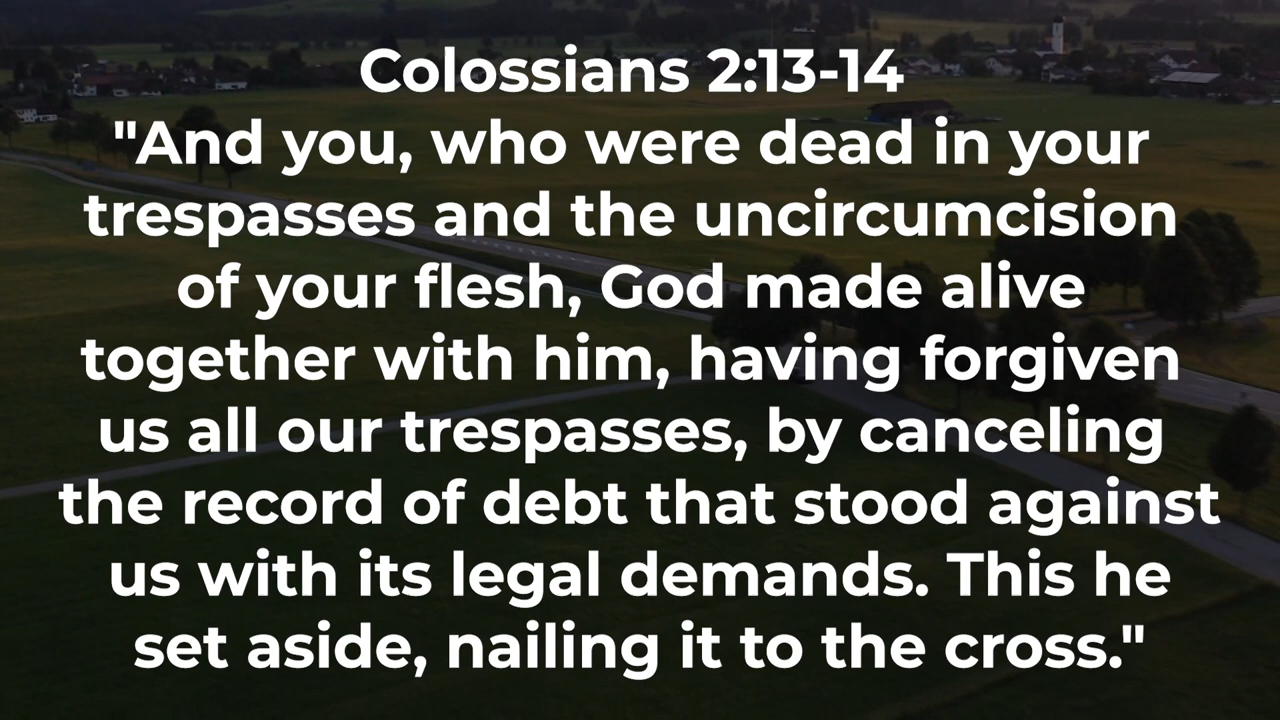 Colossians 2:13-14
"And you, who were dead in your
trespasses and the uncircumcision
of your flesh, God made alive
together with him, having forgiven
us all our trespasses, by canceling
the record of debt that stood against
us with its legal demands. This he
set aside, nailing it to the cross."